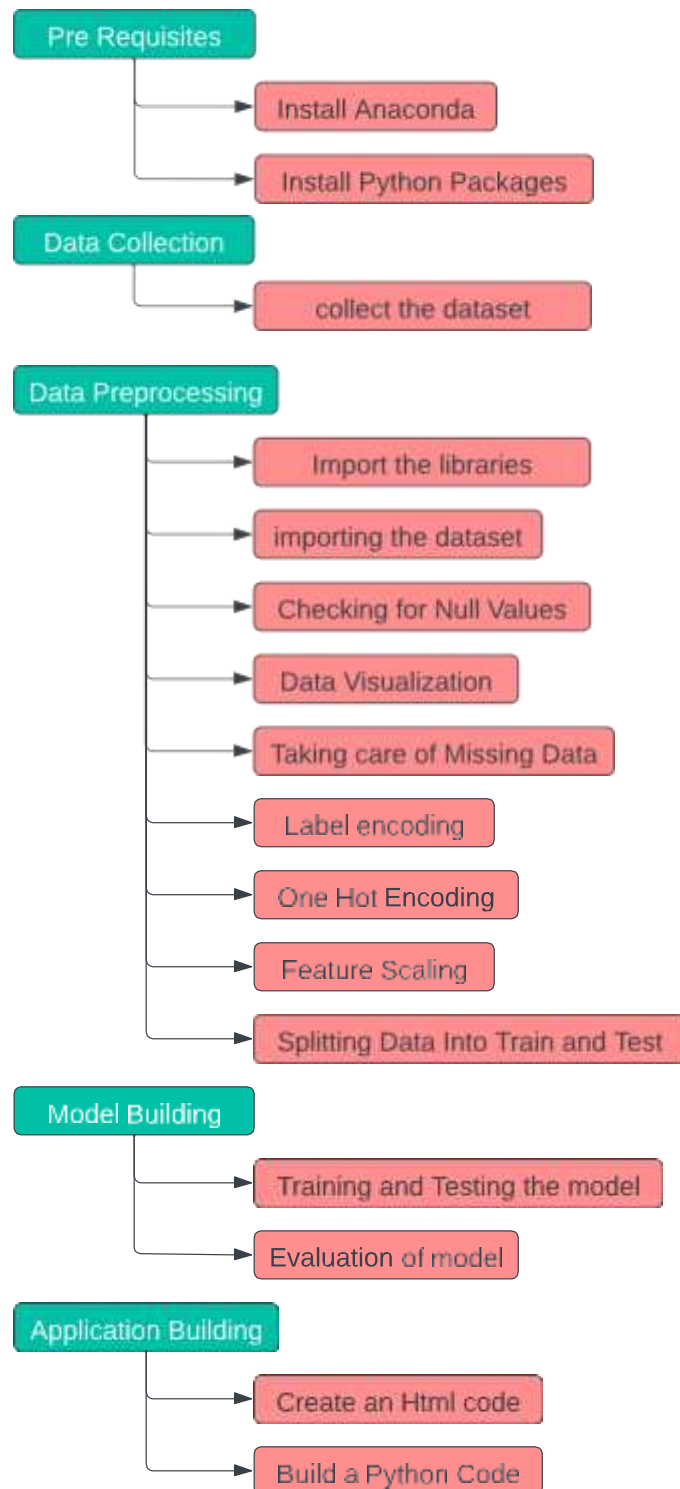 Pre Requisites
Install Anaconda
Install Python Packages
Data Collection
collect the dataset
Data Preprocessing
Import the libraries
importing the dataset
Checking for Null Values
Data Visualization
Taking care of Missing Data
Label encoding
One Hot Encoding
Feature Scaling
Splitting Data Into Train and Test
Model Building
Training and Testing the model
Evaluation of model
Application Building
Create an Html code
Build a Python Code